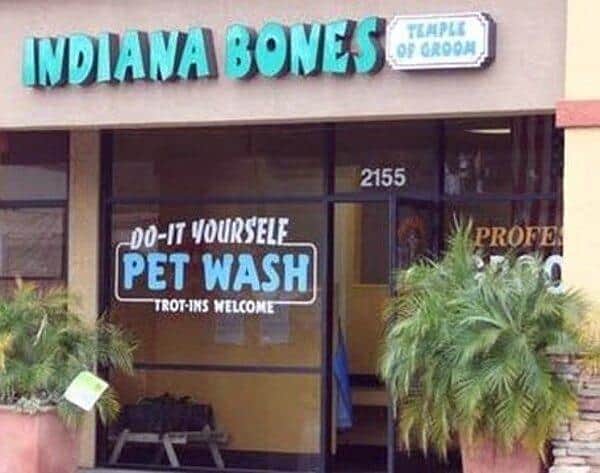 INDIANA BONES
TEMPLE
OF GROOM
2155
DO-IT YOURSELF
PET WASH
TROT-INS WELCOME